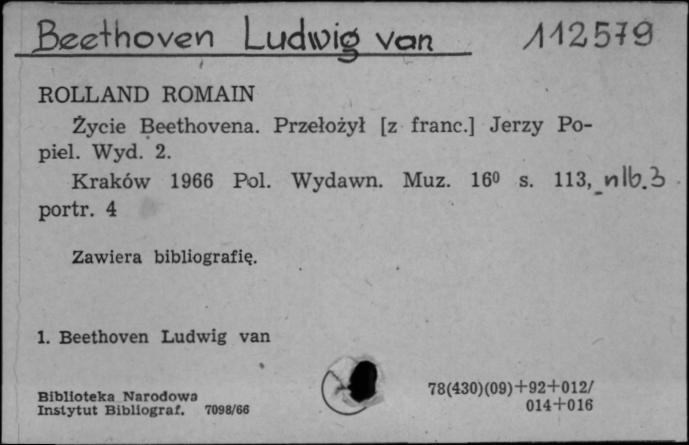 Beethoven Ludwig van 112579
ROLLAND ROMAIN
Życie Beethovena. Przełożył [z franc.] Jerzy Po-
piel. Wyd. 2.
Kraków 1966 Pol. Wydawn. Muz. 16⁰ s. 113, nlb. 3
portr. 4
Zawiera bibliografię.
1. Beethoven Ludwig van
Biblioteka Narodowa
Instytut Bibliograf. 7098/66
78(430)(09)+92+012/
014+016